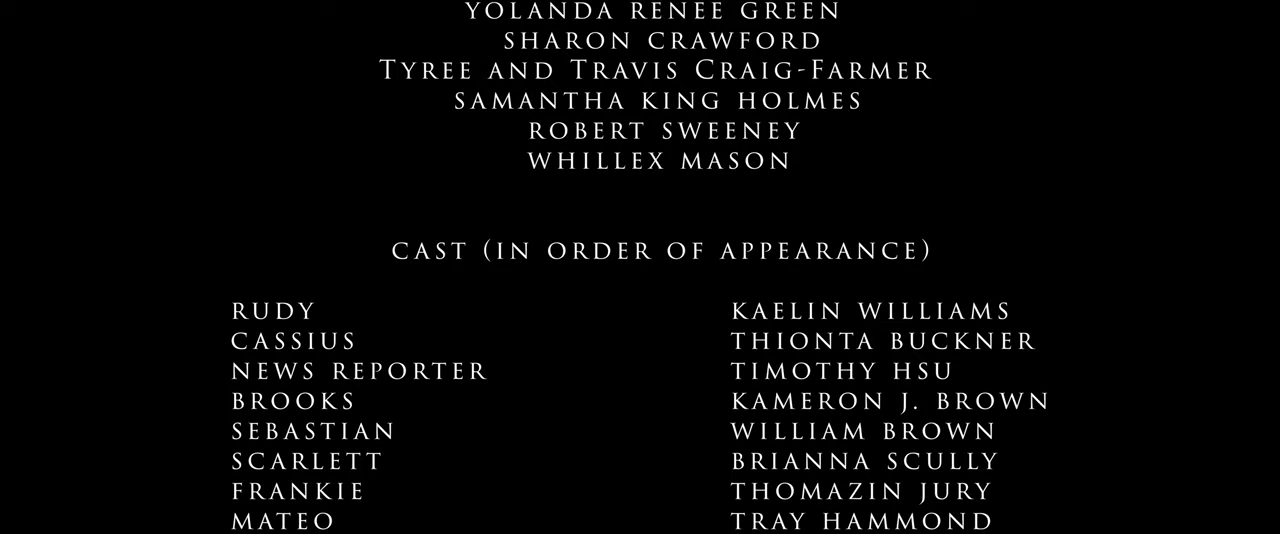 YOLANDA RENEE GREEN
SHARON CRAWFORD
TYREE AND TRAVIS CRAIG-FARMER
SAMANTHA KING HOLMES
ROBERT SWEENEY
WHILLEX MASON
CAST (IN ORDER OF APPEARANCE)
RUDY KAELIN WILLIAMS
CASSIUS THIONTA BUCKNER
NEWS REPORTER TIMOTHY HSU
BROOKS KAMERON J. BROWN
SEBASTIAN WILLIAM BROWN
SCARLETT BRIANNA SCULLY
FRANKIE THOMAZIN JURY
MATEO TRAY HAMMOND